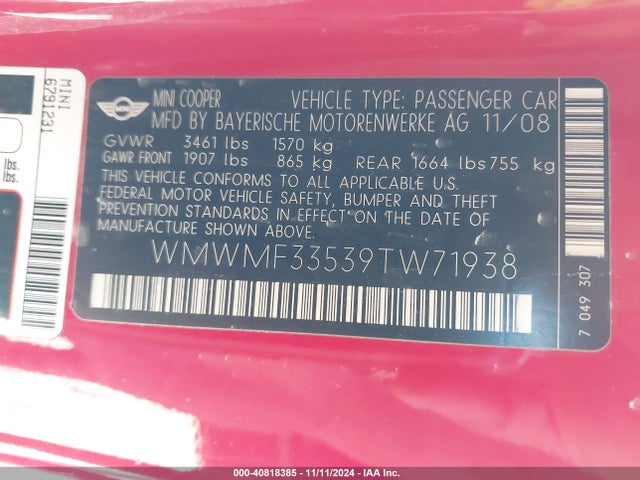 MINI
6791231
lbs.
lbs.
MINI COOPER VEHICLE TYPE: PASSENGER CAR
MFD BY BAYERISCHE MOTORENWERKE AG 11/08
GVWR 3461 lbs 1570 kg
GAWR FRONT 1907 lbs 865 kg REAR 1664 lbs 755 kg
THIS VEHICLE CONFORMS TO ALL APPLICABLE U.S.
FEDERAL MOTOR VEHICLE SAFETY, BUMPER AND THEFT
PREVENTION STANDARDS IN EFFECT ON THE DATE OF
MANUFACTURE SHOWN ABOVE.
WMWMF33539TW71938
7 049 307
000-40818385 - 11/11/2024 - IAA Inc.